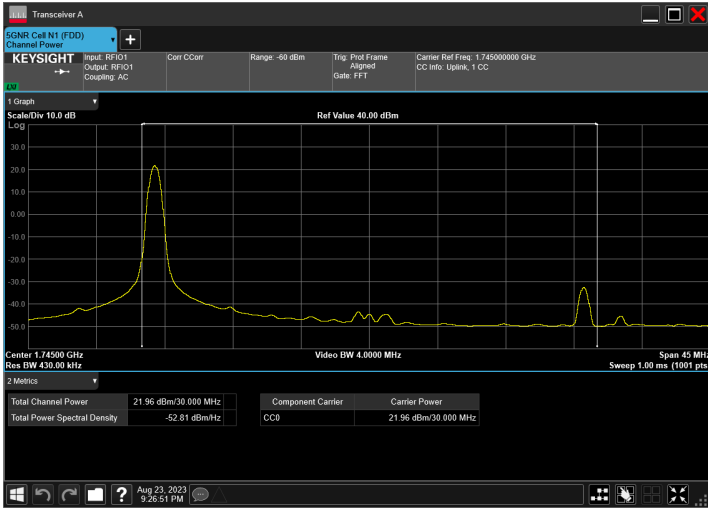 Transceiver A
5GNR Cell N1 (FDD)
Channel Power
KEYSIGHT
LXI
Input: RFIO1
Output: RFIO1
Coupling: AC
Corr CCorr
Range: -60 dBm
Trig: Prot Frame
Aligned
Gate: FFT
Carrier Ref Freq: 1.745000000 GHz
CC Info: Uplink, 1 CC
1 Graph
Scale/Div 10.0 dB
Ref Value 40.00 dBm
Log
30.0
20.0
10.0
0.00
-10.0
-20.0
-30.0
-40.0
-50.0
Center 1.74500 GHz
Video BW 4.0000 MHz
Span 45 MHz
Res BW 430.00 kHz
Sweep 1.00 ms (1001 pts
2 Metrics
Total Channel Power 21.96 dBm/30.000 MHz
Total Power Spectral Density -52.81 dBm/Hz
Component Carrier Carrier Power
CC0 21.96 dBm/30.000 MHz
Aug 23, 2023
9:26:51 PM